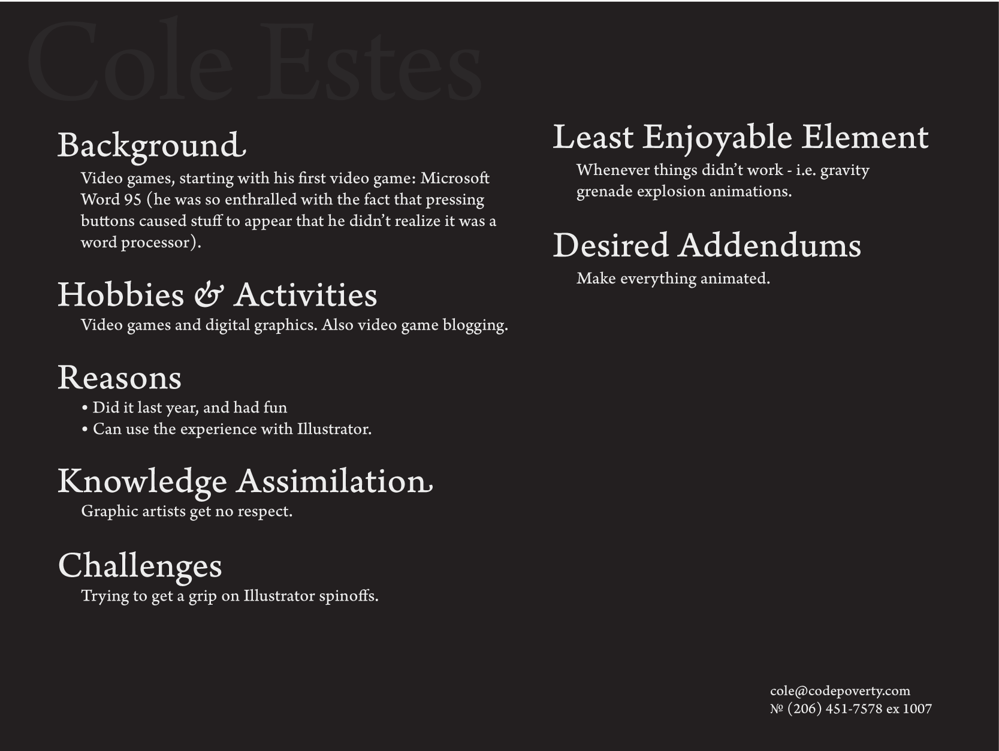 Cole Estes
Background
Video games, starting with his first video game: Microsoft
Word 95 (he was so enthralled with the fact that pressing
buttons caused stuff to appear that he didn’t realize it was a
word processor).
Hobbies & Activities
Video games and digital graphics. Also video game blogging.
Reasons
• Did it last year, and had fun
• Can use the experience with Illustrator.
Knowledge Assimilation
Graphic artists get no respect.
Challenges
Trying to get a grip on Illustrator spinoffs.
Least Enjoyable Element
Whenever things didn’t work - i.e. gravity
grenade explosion animations.
Desired Addendums
Make everything animated.
cole@codepoverty.com
№ (206) 451-7578 ex 1007